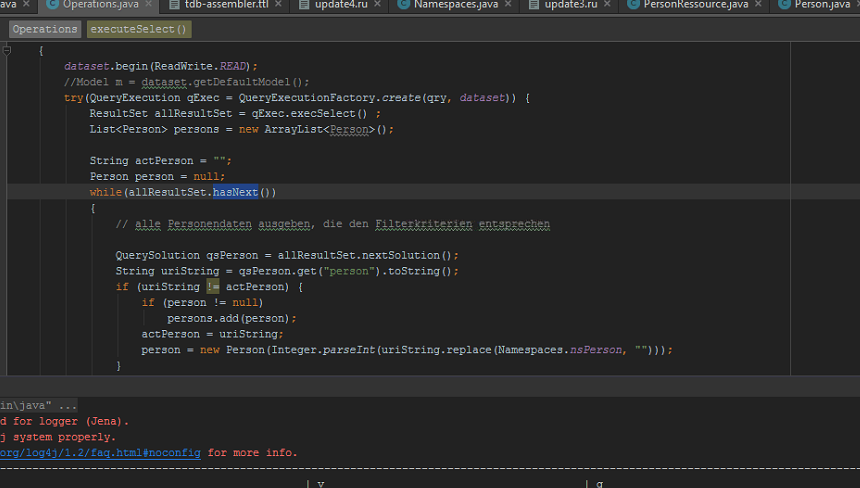 ava Operations.java tdb-assembler.ttl update4.ru Namespaces.java update3.ru PersonRessource.java Person.java
Operations executeSelect()
{
dataset.begin(ReadWrite.READ);
//Model m = dataset.getDefaultModel();
try(QueryExecution qExec = QueryExecutionFactory.create(qry, dataset)) {
ResultSet allResultSet = qExec.execSelect() ;
List<Person> persons = new ArrayList<Person>();
String actPerson = "";
Person person = null;
while(allResultSet.hasNext())
{
// alle Personendaten ausgeben, die den Filterkriterien entsprechen
QuerySolution qsPerson = allResultSet.nextSolution();
String uriString = qsPerson.get("person").toString();
if (uriString != actPerson) {
if (person != null)
persons.add(person);
actPerson = uriString;
person = new Person(Integer.parseInt(uriString.replace(Namespaces.nsPerson, "")));
}
in\java" ...
d for logger (Jena).
j system properly.
org/log4j/1.2/faq.html#noconfig for more info.
--------------------------------------------------------------------------------
| v | g